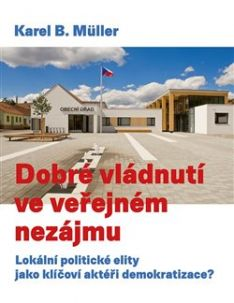 Karel B. Müller
OBECNÍ ÚŘAD
Dobré vládnutí
ve veřejném
nezájmu
Lokální politické elity
jako klíčoví aktéři demokratizace?